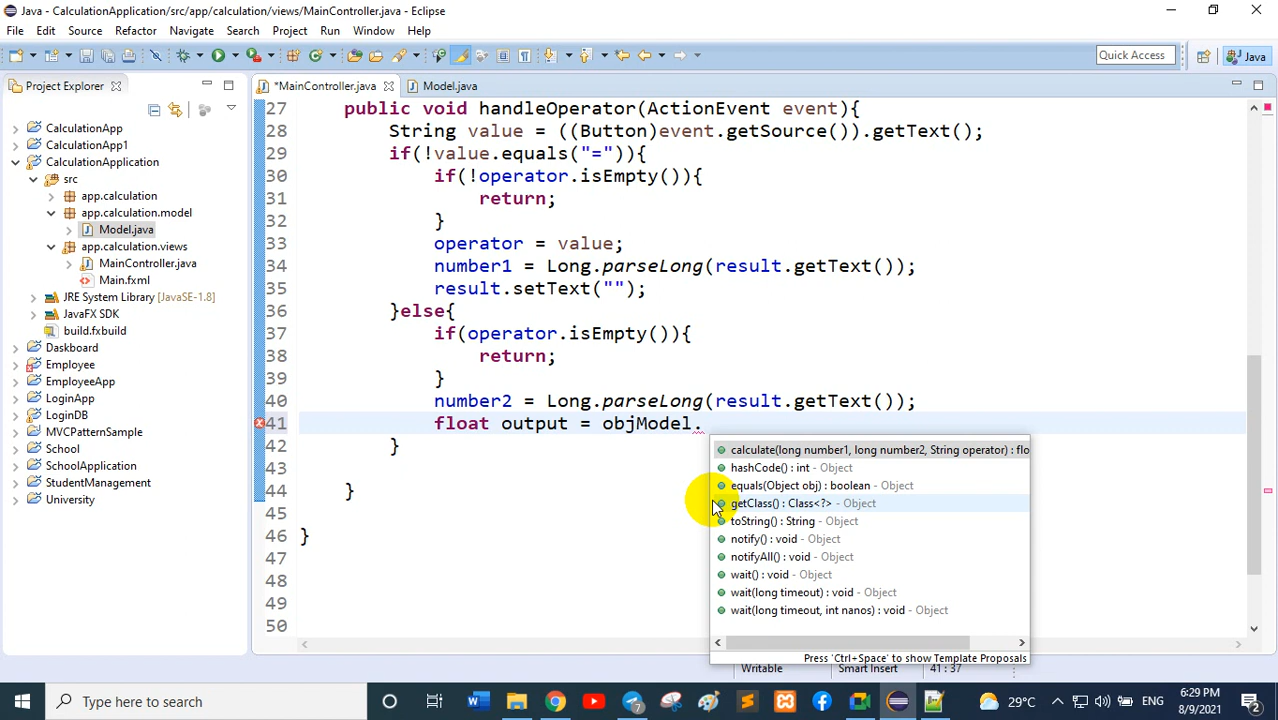 Java - CalculationApplication/src/app/calculation/views/MainController.java - Eclipse
File Edit Source Refactor Navigate Search Project Run Window Help
Quick Access
Java
Project Explorer
*MainController.java
Model.java
CalculationApp
CalculationApp1
CalculationApplication
src
app.calculation
app.calculation.model
Model.java
app.calculation.views
MainController.java
Main.fxml
JRE System Library [JavaSE-1.8]
JavaFX SDK
build.fxbuild
Daskboard
Employee
EmployeeApp
LoginApp
LoginDB
MVCPatternSample
School
SchoolApplication
StudentManagement
University
27 public void handleOperator(ActionEvent event){
28 String value = ((Button)event.getSource()).getText();
29 if(!value.equals("=")){
30 if(!operator.isEmpty()){
31 return;
32 }
33 operator = value;
34 number1 = Long.parseLong(result.getText());
35 result.setText("");
36 }else{
37 if(operator.isEmpty()){
38 return;
39 }
40 number2 = Long.parseLong(result.getText());
41 float output = objModel.
42 }
43
44 }
45
46 }
47
48
49
50
calculate(long number1, long number2, String operator) : flo
hashCode() : int - Object
equals(Object obj) : boolean - Object
getClass() : Class<?> - Object
toString() : String - Object
notify() : void - Object
notifyAll() : void - Object
wait() : void - Object
wait(long timeout) : void - Object
wait(long timeout, int nanos) : void - Object
Press 'Ctrl+Space' to show Template Proposals
Writable Smart Insert 41 : 37
Type here to search
7
29°C
ENG
6:29 PM
8/9/2021